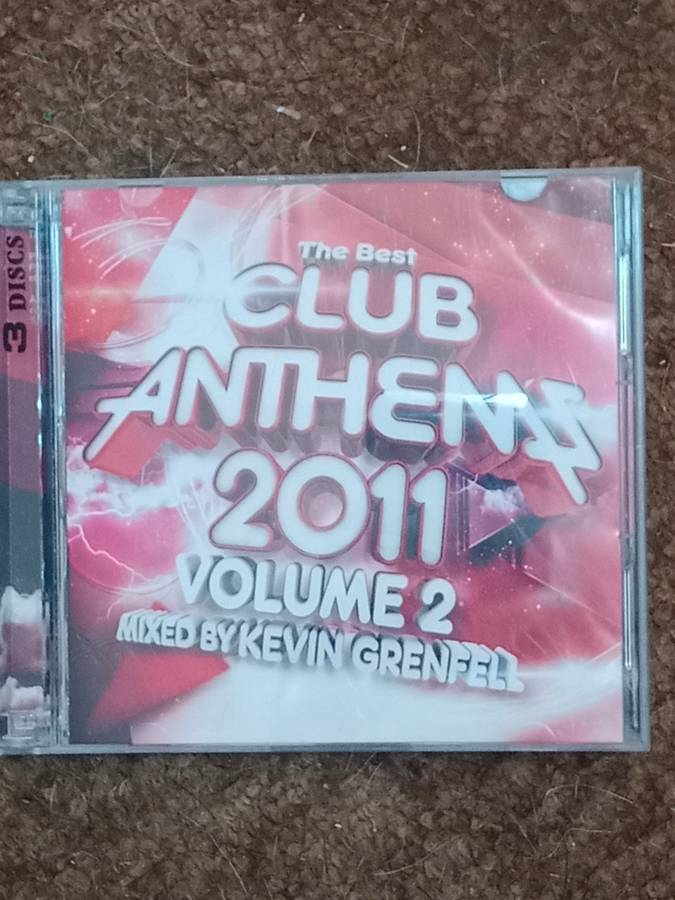 3 DISCS
The Best
CLUB
ANTHEMS
2011
VOLUME 2
MIXED BY KEVIN GRENFELL